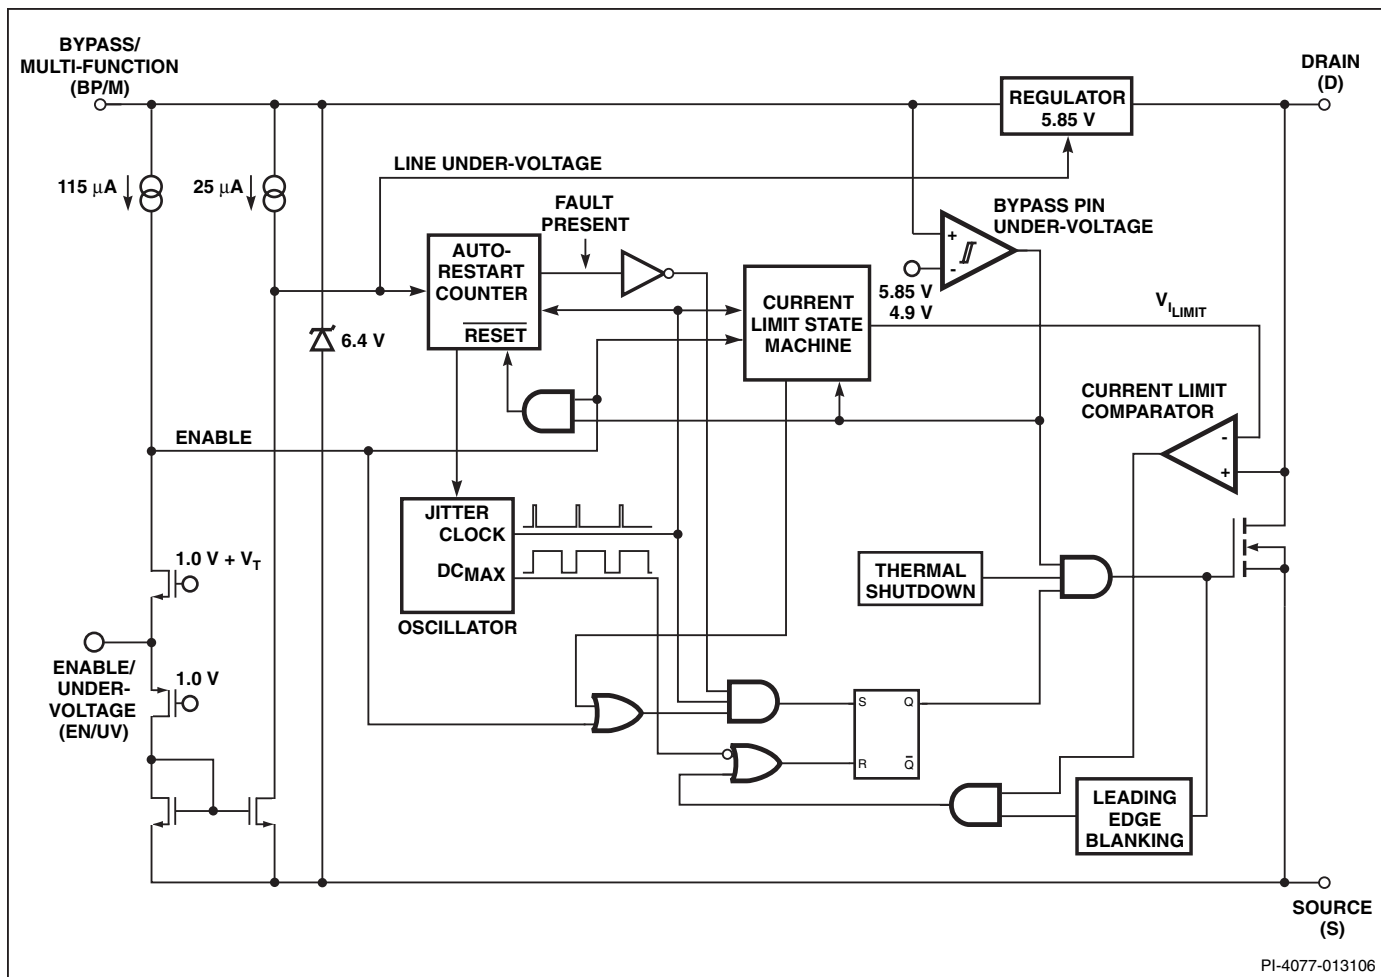 BYPASS/
MULTI-FUNCTION
(BP/M)
DRAIN
(D)
REGULATOR
5.85 V
LINE UNDER-VOLTAGE
115 µA
25 µA
FAULT
PRESENT
BYPASS PIN
UNDER-VOLTAGE
AUTO-
RESTART
COUNTER
RESET
+
-
5.85 V
4.9 V
CURRENT
LIMIT STATE
MACHINE
VILIMIT
6.4 V
CURRENT LIMIT
COMPARATOR
-
+
ENABLE
JITTER
CLOCK
DCMAX
OSCILLATOR
1.0 V + VT
THERMAL
SHUTDOWN
ENABLE/
UNDER-
VOLTAGE
(EN/UV)
1.0 V
S Q
R Q̅
LEADING
EDGE
BLANKING
SOURCE
(S)
PI-4077-013106